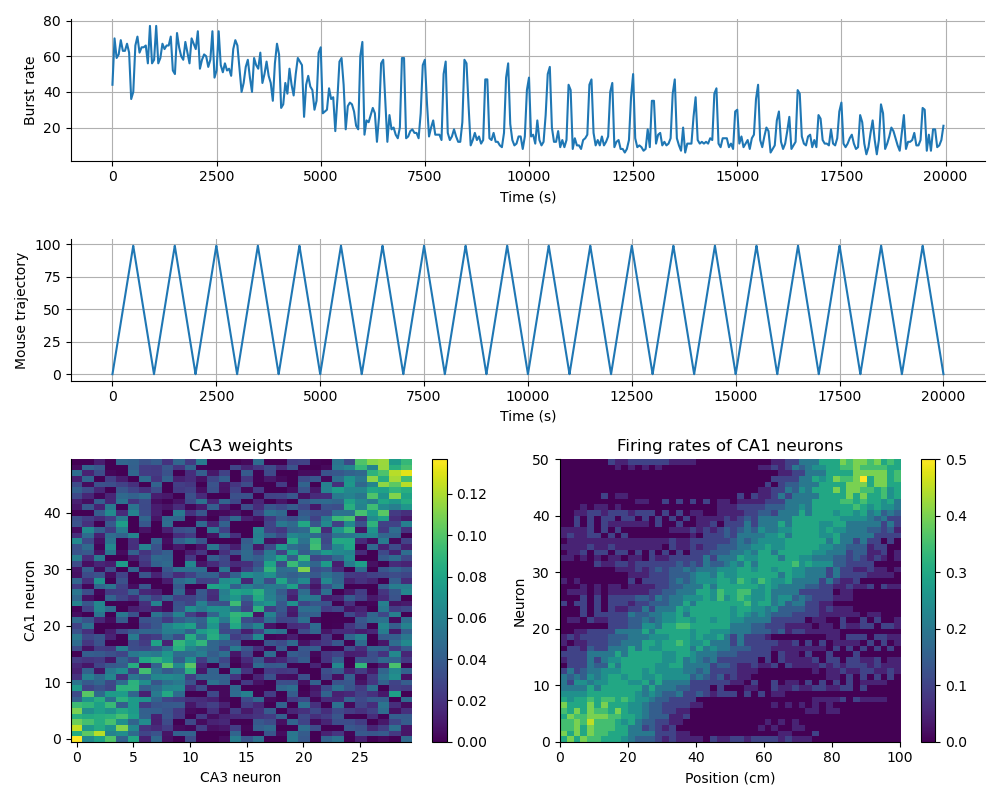 80
60
40
20
Burst rate
0 2500 5000 7500 10000 12500 15000 17500 20000
Time (s)
100
75
50
25
0
Mouse trajectory
0 2500 5000 7500 10000 12500 15000 17500 20000
Time (s)
CA3 weights
40
30
20
10
0
CA1 neuron
0 5 10 15 20 25
CA3 neuron
0.12
0.10
0.08
0.06
0.04
0.02
0.00
Firing rates of CA1 neurons
50
40
30
20
10
0
Neuron
0 20 40 60 80 100
Position (cm)
0.5
0.4
0.3
0.2
0.1
0.0